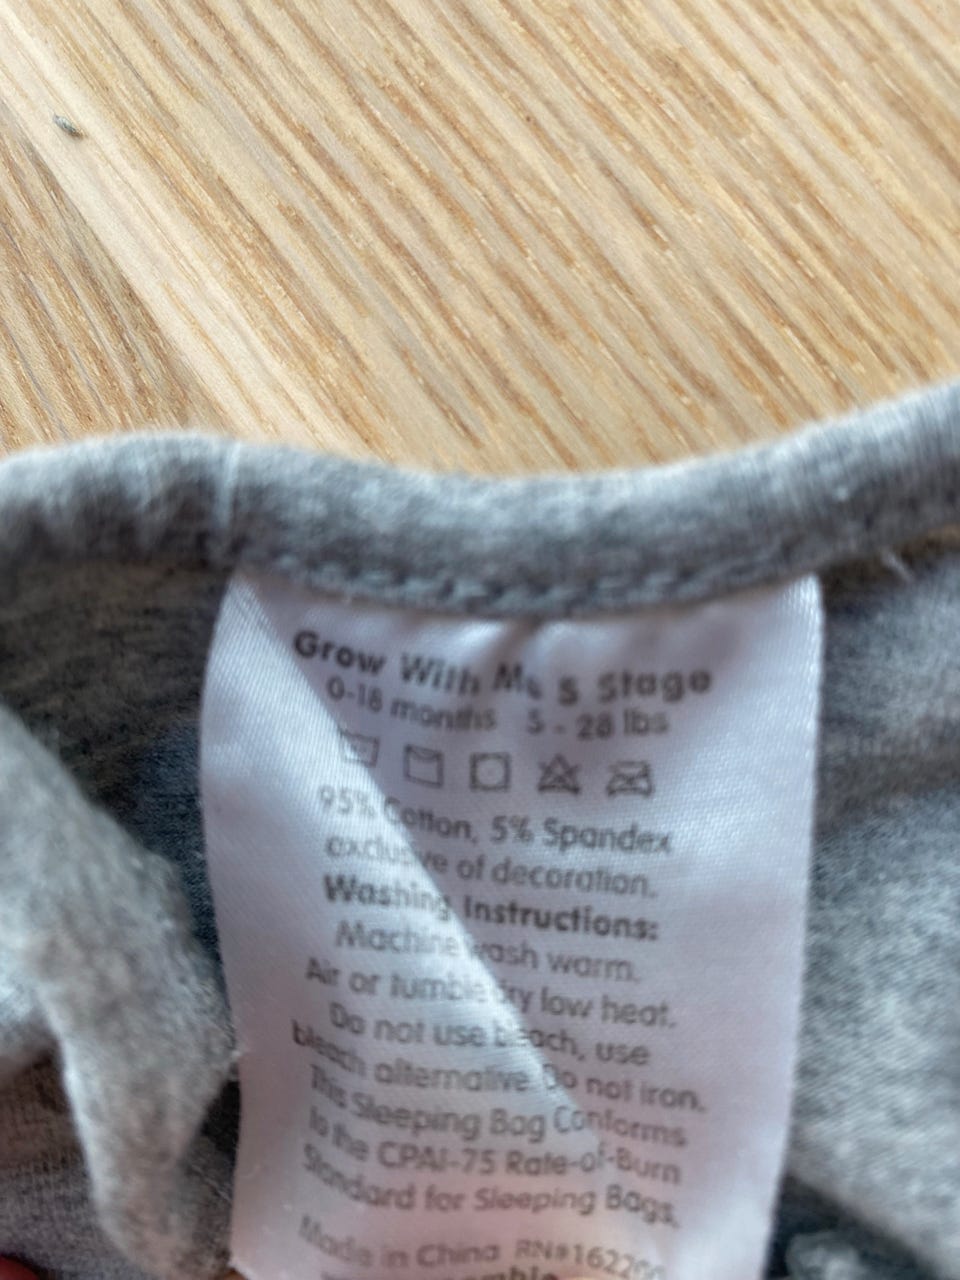 Grow With Me 5 Stage
0-18 months 5 - 28 lbs
95% Cotton, 5% Spandex
exclusive of decoration.
Washing Instructions:
Machine wash warm.
Air or tumble dry low heat.
Do not use bleach, use
bleach alternative Do not iron.
This Sleeping Bag Conforms
to the CPAI-75 Rate-of-Burn
Standard for Sleeping Bags.
Made in China